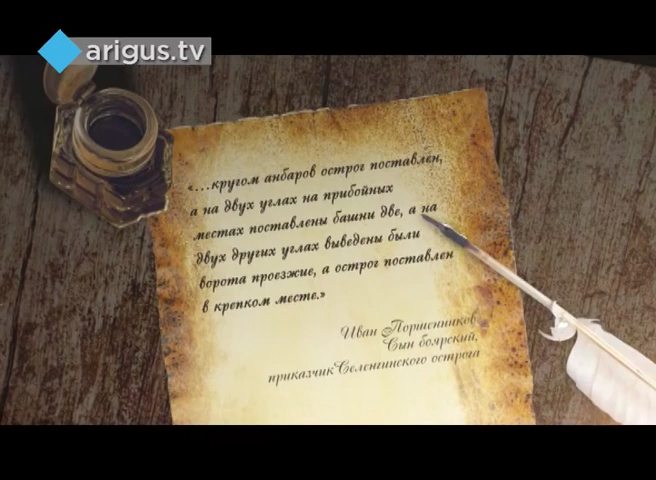 arigus.tv
«...кругом анбаров острог поставлен,
а на двух углах на прибойных
местах поставлены башни две, а на
двух других углах выведены были
ворота проезжие, а острог поставлен
в крепком месте.»
Иван Поршенников
Сын боярский,
приказчик Селенгинского острога